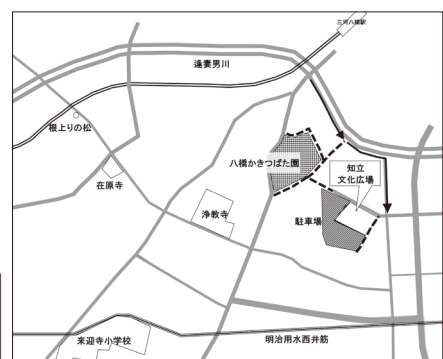 三河八橋駅
逢妻男川
根上りの松
八橋かきつばた園
知立
文化広場
在原寺
浄教寺
駐車場
来迎寺小学校
明治用水西井筋